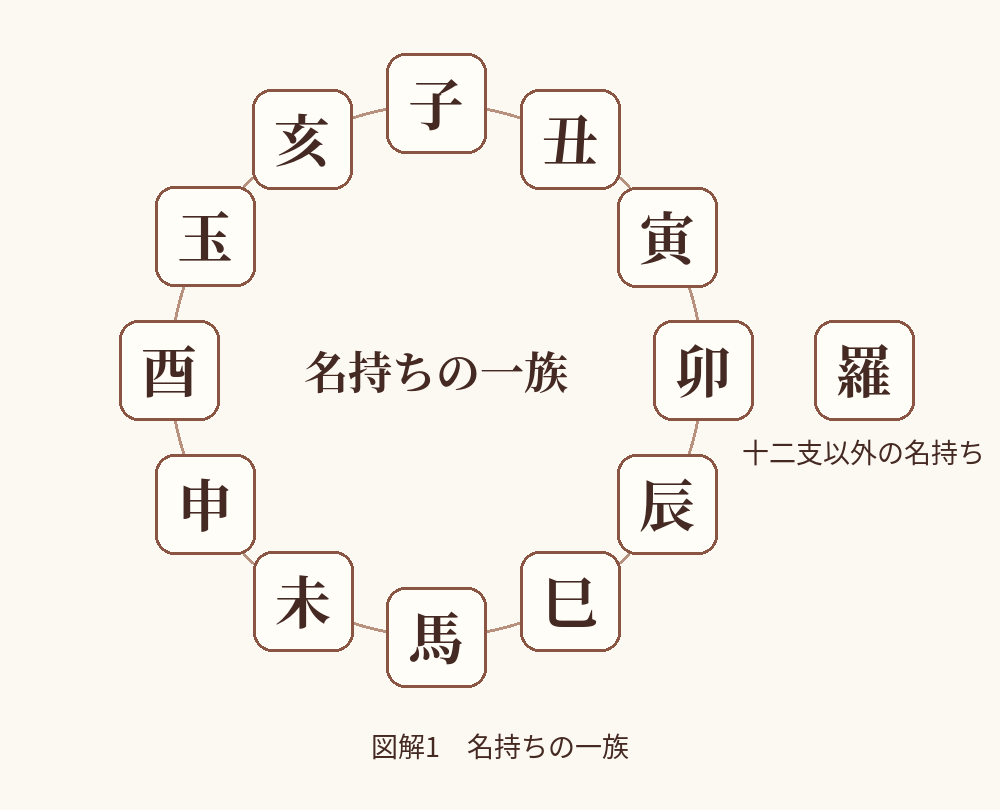 子
丑
寅
卯
辰
巳
馬
未
申
酉
玉
亥
名持ちの一族
羅
十二支以外の名持ち
図解1 名持ちの一族